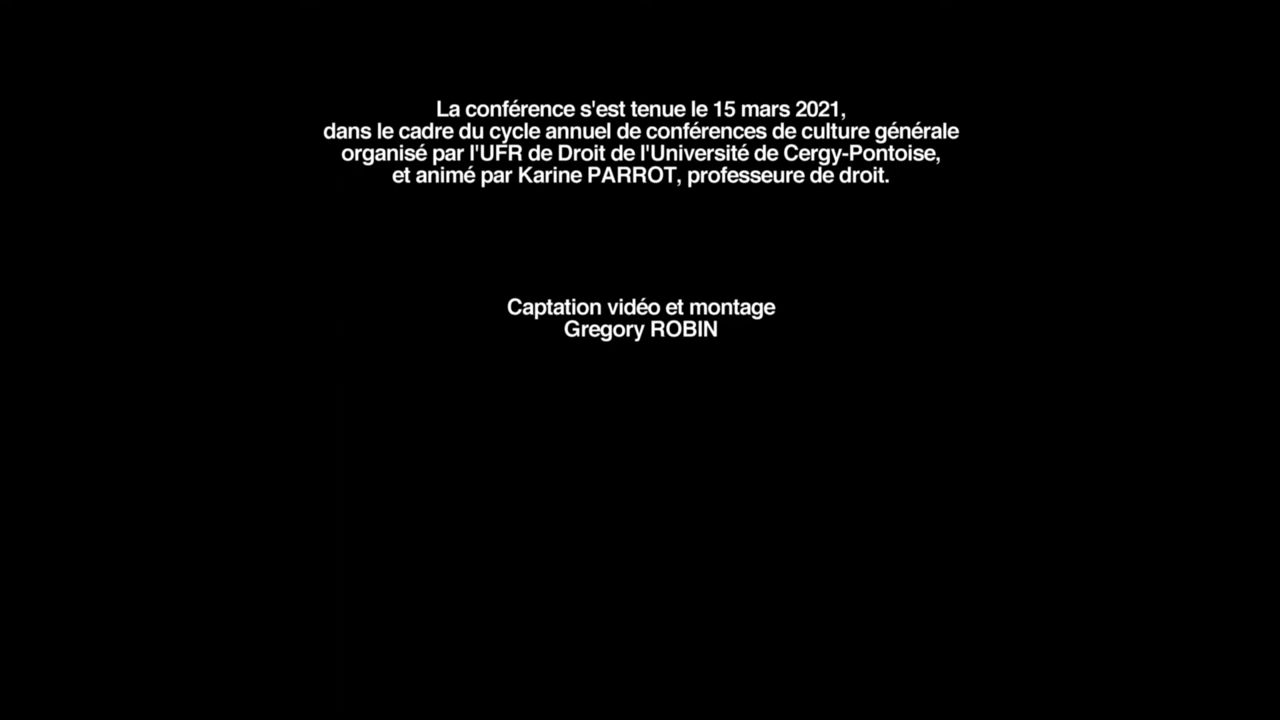 La conférence s'est tenue le 15 mars 2021,
dans le cadre du cycle annuel de conférences de culture générale
organisé par l'UFR de Droit de l'Université de Cergy-Pontoise,
et animé par Karine PARROT, professeure de droit.
Captation vidéo et montage
Gregory ROBIN